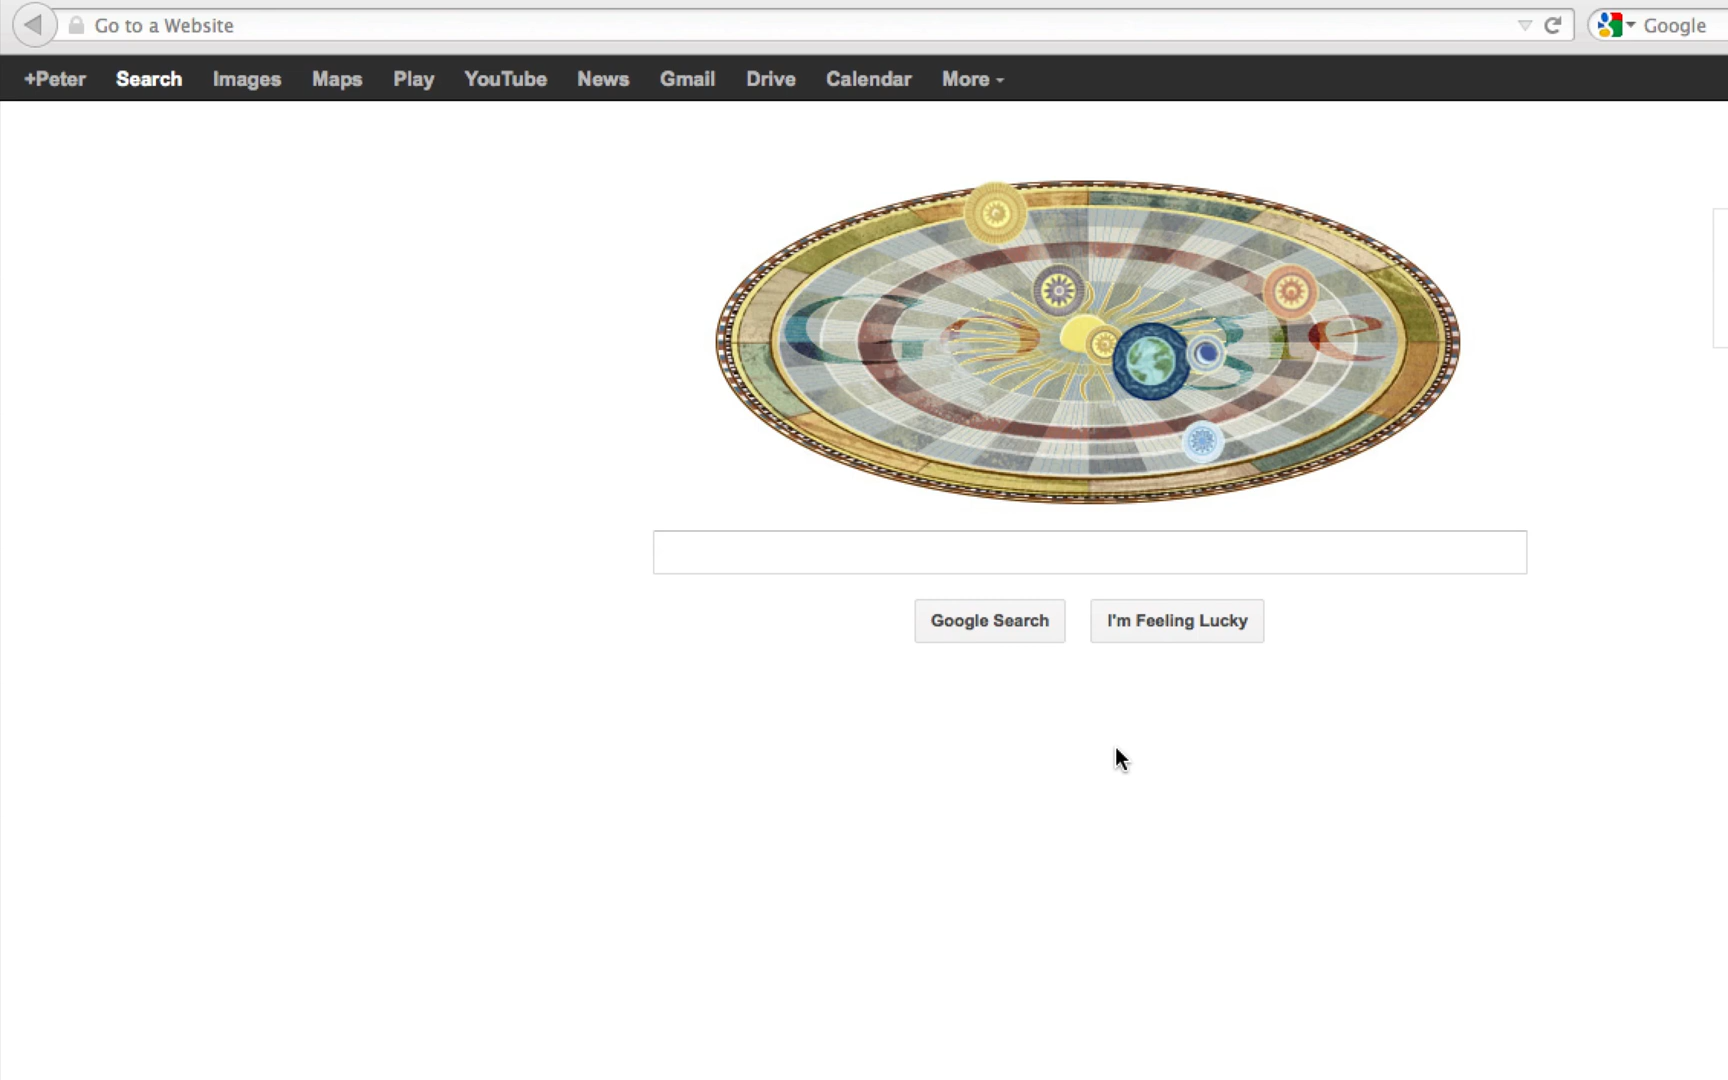 Go to a Website
Google
+Peter Search Images Maps Play YouTube News Gmail Drive Calendar More
Google
Google Search
I'm Feeling Lucky